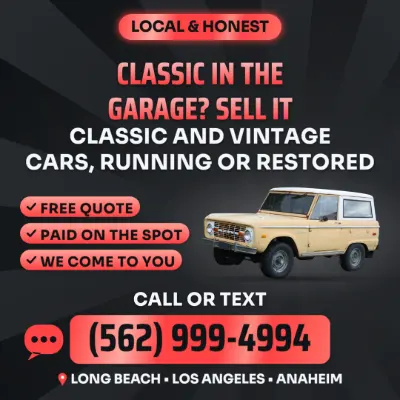 LOCAL & HONEST
CLASSIC IN THE
GARAGE? SELL IT
CLASSIC AND VINTAGE
CARS, RUNNING OR RESTORED
✓ FREE QUOTE
✓ PAID ON THE SPOT
✓ WE COME TO YOU
CALL OR TEXT
(562) 999-4994
LONG BEACH • LOS ANGELES • ANAHEIM